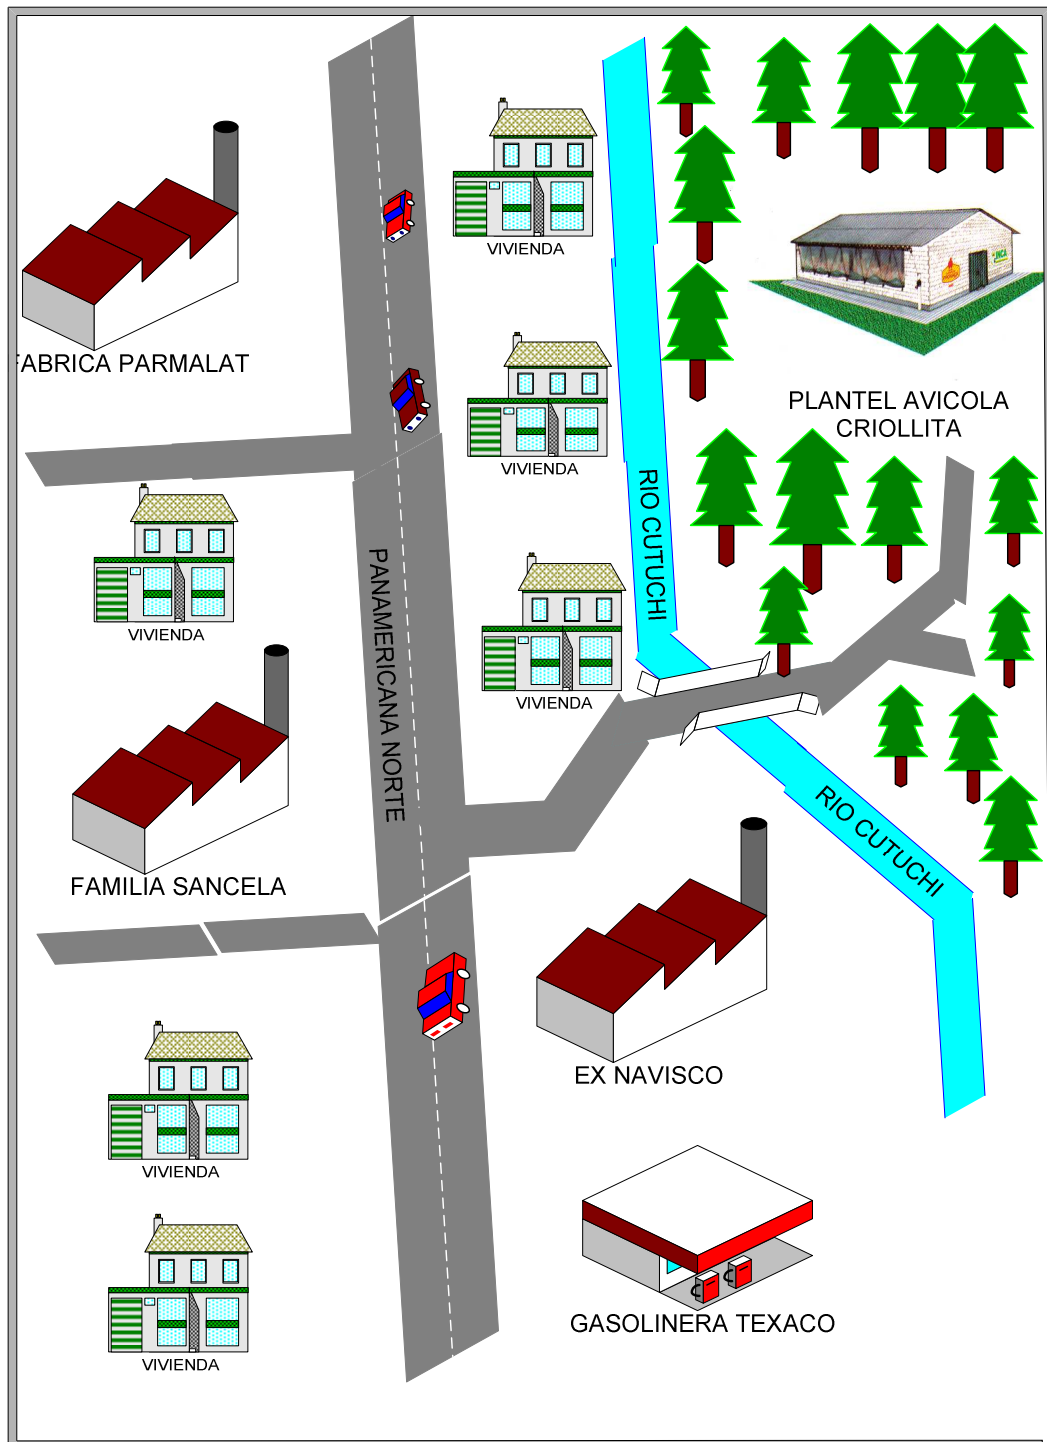 VIVIENDA
INCA
FABRICA PARMALAT
PLANTEL AVICOLA
CRIOLLITA
VIVIENDA
RIO CUTUCHI
PANAMERICANA NORTE
VIVIENDA
VIVIENDA
RIO CUTUCHI
FAMILIA SANCELA
EX NAVISCO
VIVIENDA
GASOLINERA TEXACO
VIVIENDA